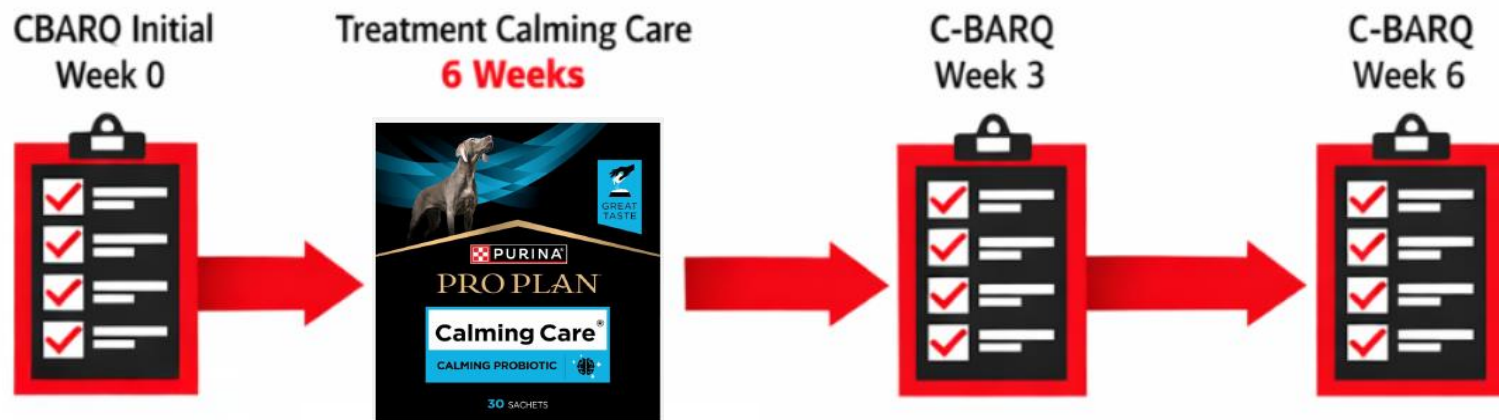 CBARQ Initial
Week 0
Treatment Calming Care
6 Weeks
GREAT
TASTE
PURINA®
PRO PLAN
Calming Care®
CALMING PROBIOTIC
30 SACHETS
C-BARQ
Week 3
C-BARQ
Week 6